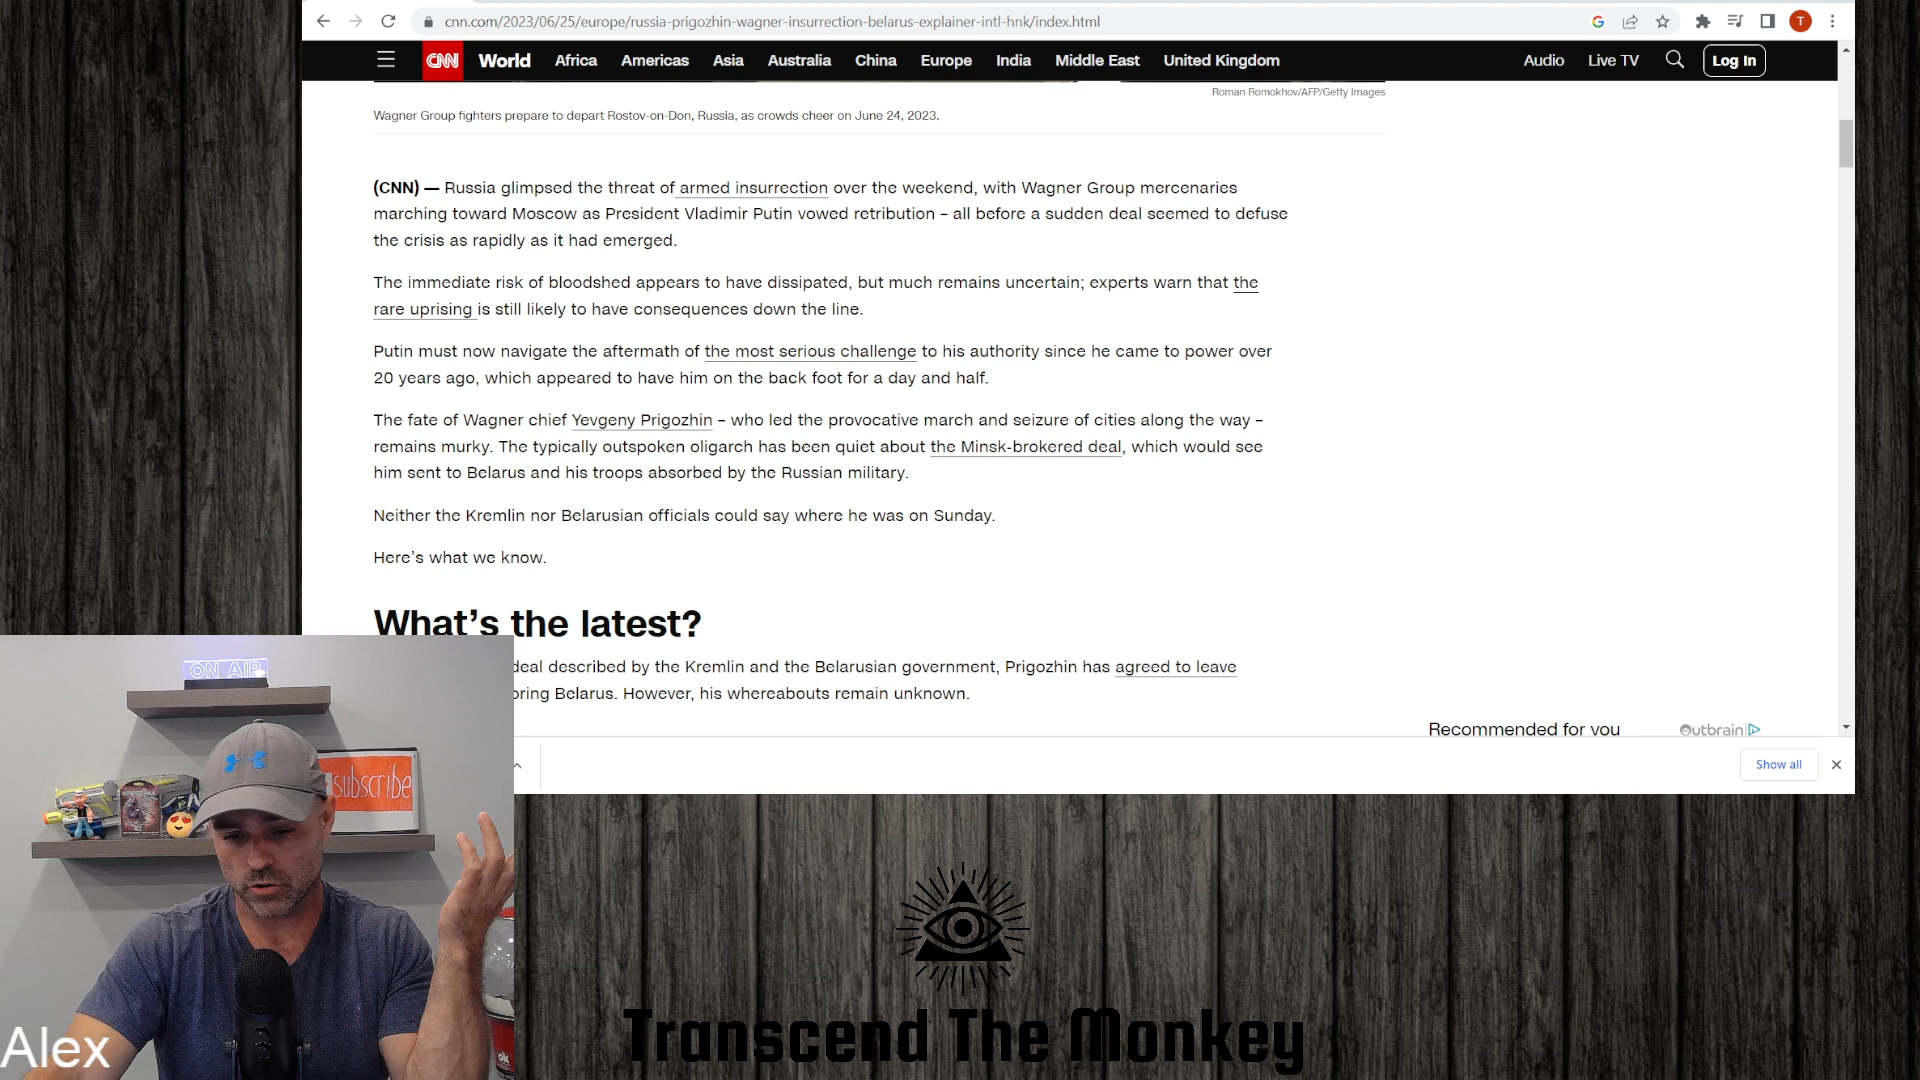 cnn.com/2023/06/25/europe/russia-prigozhin-wagner-insurrection-belarus-explainer-intl-hnk/index.html
T
CNN World Africa Americas Asia Australia China Europe India Middle East United Kingdom Audio Live TV Log In
Roman Romokhov/AFP/Getty Images
Wagner Group fighters prepare to depart Rostov-on-Don, Russia, as crowds cheer on June 24, 2023.
(CNN) — Russia glimpsed the threat of armed insurrection over the weekend, with Wagner Group mercenaries
marching toward Moscow as President Vladimir Putin vowed retribution – all before a sudden deal seemed to defuse
the crisis as rapidly as it had emerged.
The immediate risk of bloodshed appears to have dissipated, but much remains uncertain; experts warn that the
rare uprising is still likely to have consequences down the line.
Putin must now navigate the aftermath of the most serious challenge to his authority since he came to power over
20 years ago, which appeared to have him on the back foot for a day and half.
The fate of Wagner chief Yevgeny Prigozhin – who led the provocative march and seizure of cities along the way –
remains murky. The typically outspoken oligarch has been quiet about the Minsk-brokered deal, which would see
him sent to Belarus and his troops absorbed by the Russian military.
Neither the Kremlin nor Belarusian officials could say where he was on Sunday.
Here's what we know.
What's the latest?
deal described by the Kremlin and the Belarusian government, Prigozhin has agreed to leave
oring Belarus. However, his whereabouts remain unknown.
Recommended for you
Outbrain
Show all
ON AIR
subscribe
Alex
Transcend The Monkey